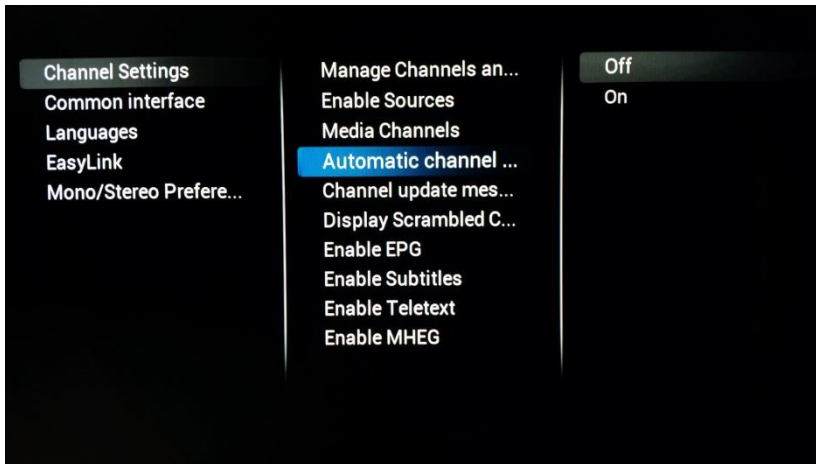 Channel Settings
Common interface
Languages
EasyLink
Mono/Stereo Prefere...
Manage Channels an...
Enable Sources
Media Channels
Automatic channel ...
Channel update mes...
Display Scrambled C...
Enable EPG
Enable Subtitles
Enable Teletext
Enable MHEG
Off
On